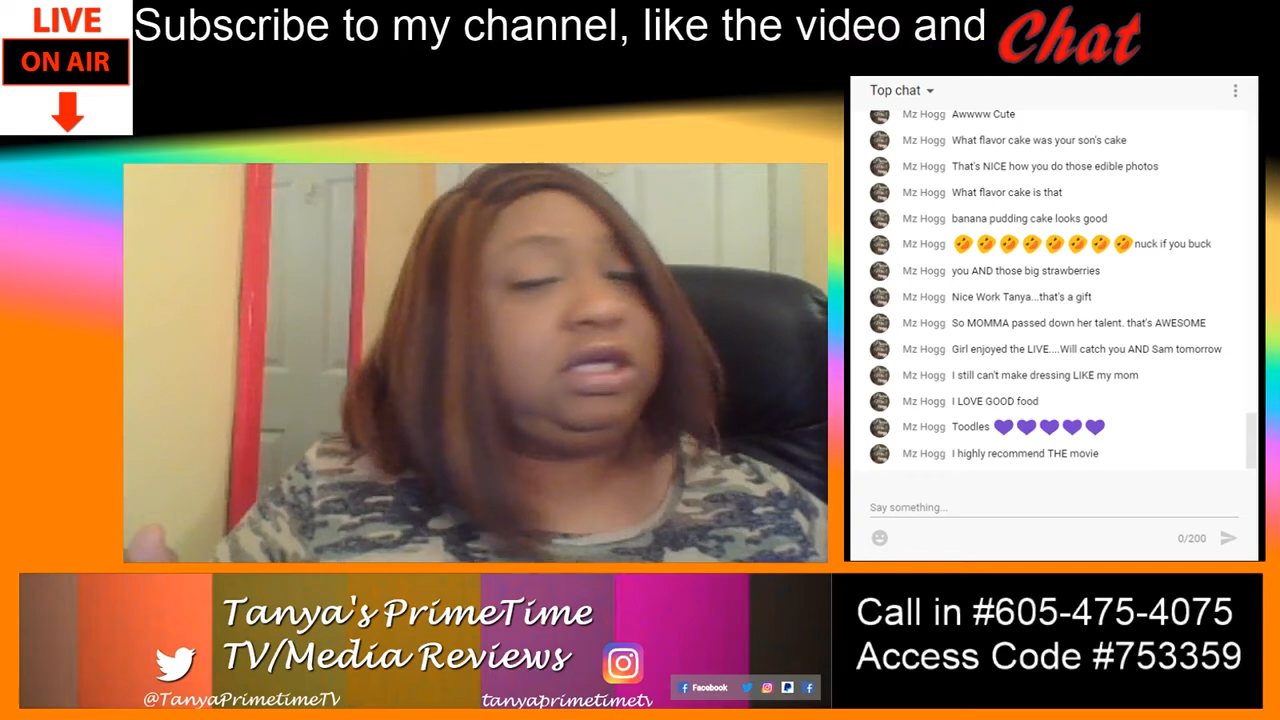 LIVE
ON AIR
Subscribe to my channel, like the video and Chat
Top chat
Mz Hogg Awwww Cute
Mz Hogg What flavor cake was your son's cake
Mz Hogg That's NICE how you do those edible photos
Mz Hogg What flavor cake is that
Mz Hogg banana pudding cake looks good
Mz Hogg 🤣🤣🤣🤣🤣🤣🤣🤣nuck if you buck
Mz Hogg you AND those big strawberries
Mz Hogg Nice Work Tanya...that's a gift
Mz Hogg So MOMMA passed down her talent. that's AWESOME
Mz Hogg Girl enjoyed the LIVE....Will catch you AND Sam tomorrow
Mz Hogg I still can't make dressing LIKE my mom
Mz Hogg I LOVE GOOD food
Mz Hogg Toodles 💜💜💜💜💜
Mz Hogg I highly recommend THE movie
Say something...
0/200
Tanya's PrimeTime
TV/Media Reviews
@TanyaPrimetimeTV
tanyaprimetimetv
Facebook
Call in #605-475-4075
Access Code #753359